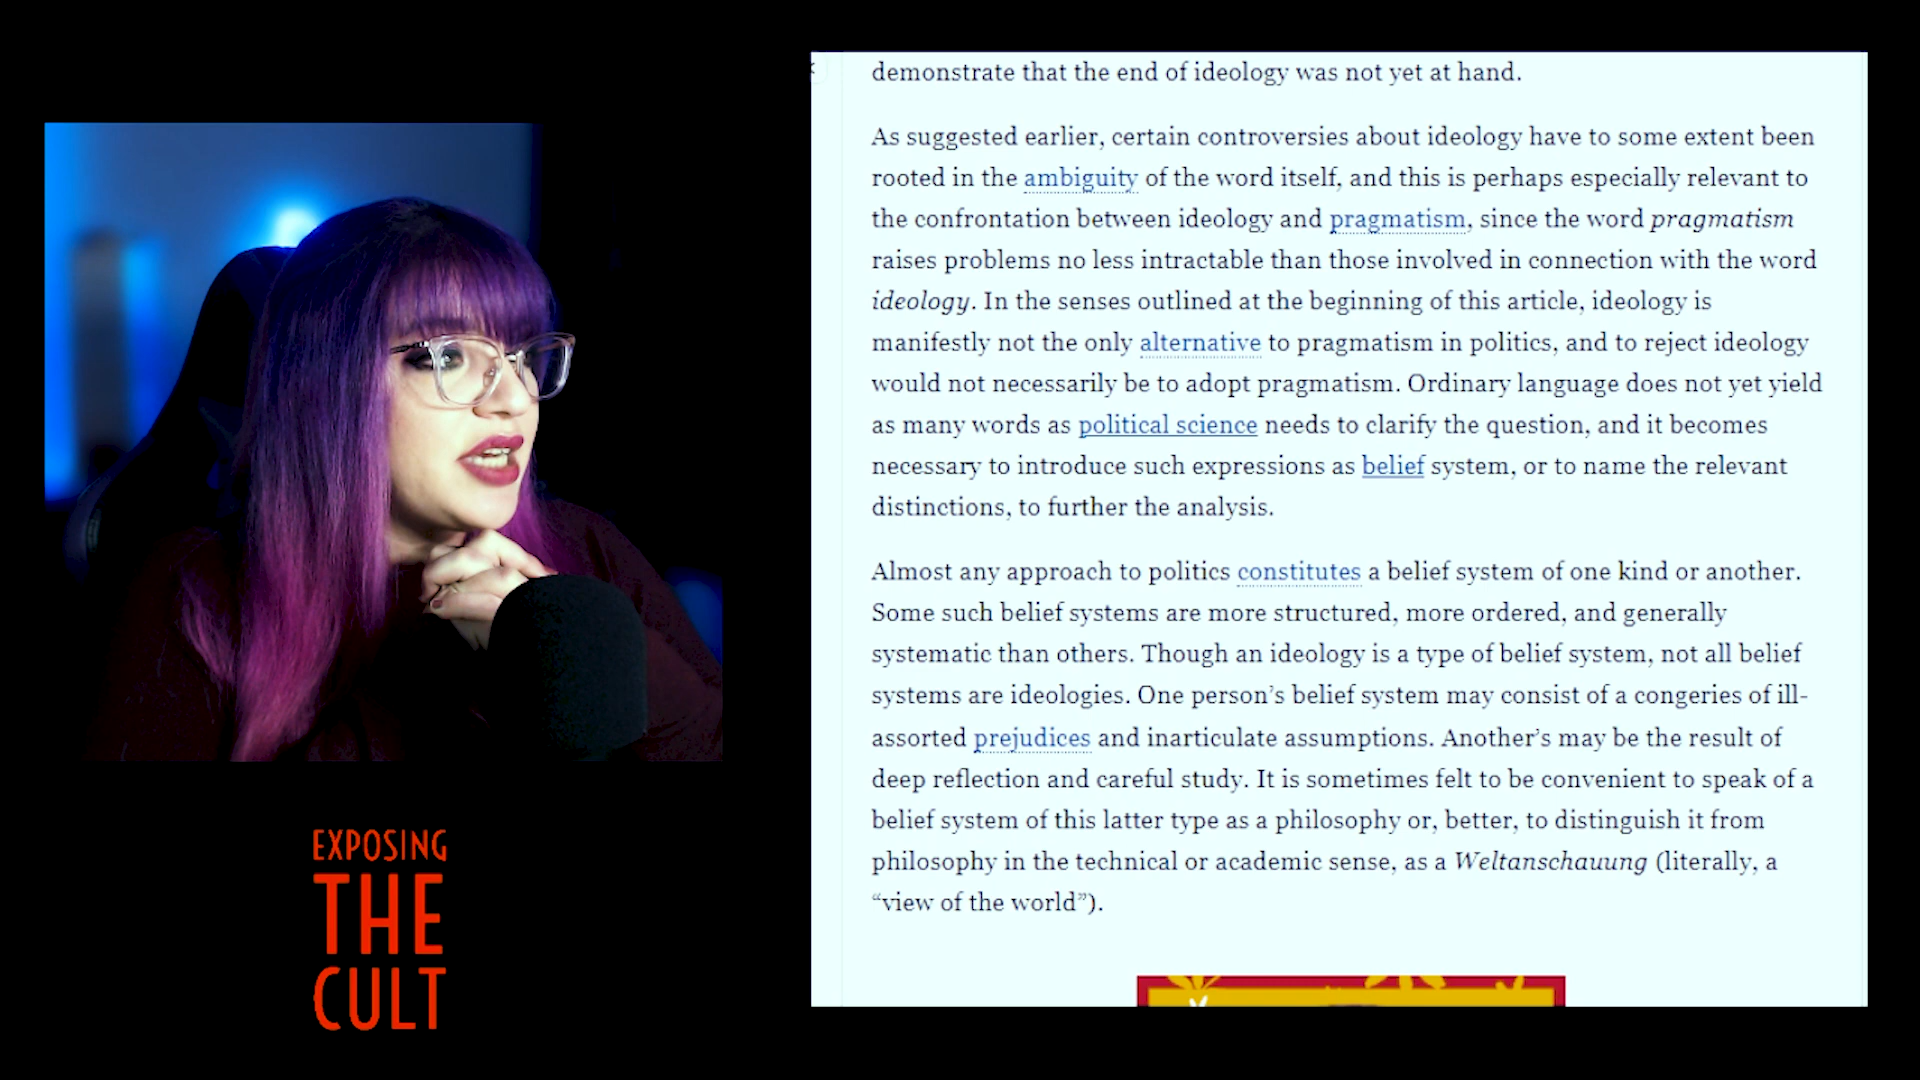 demonstrate that the end of ideology was not yet at hand.
As suggested earlier, certain controversies about ideology have to some extent been
rooted in the ambiguity of the word itself, and this is perhaps especially relevant to
the confrontation between ideology and pragmatism, since the word pragmatism
raises problems no less intractable than those involved in connection with the word
ideology. In the senses outlined at the beginning of this article, ideology is
manifestly not the only alternative to pragmatism in politics, and to reject ideology
would not necessarily be to adopt pragmatism. Ordinary language does not yet yield
as many words as political science needs to clarify the question, and it becomes
necessary to introduce such expressions as belief system, or to name the relevant
distinctions, to further the analysis.
Almost any approach to politics constitutes a belief system of one kind or another.
Some such belief systems are more structured, more ordered, and generally
systematic than others. Though an ideology is a type of belief system, not all belief
systems are ideologies. One person’s belief system may consist of a congeries of ill-
assorted prejudices and inarticulate assumptions. Another’s may be the result of
deep reflection and careful study. It is sometimes felt to be convenient to speak of a
belief system of this latter type as a philosophy or, better, to distinguish it from
philosophy in the technical or academic sense, as a Weltanschauung (literally, a
“view of the world”).
EXPOSING
THE
CULT